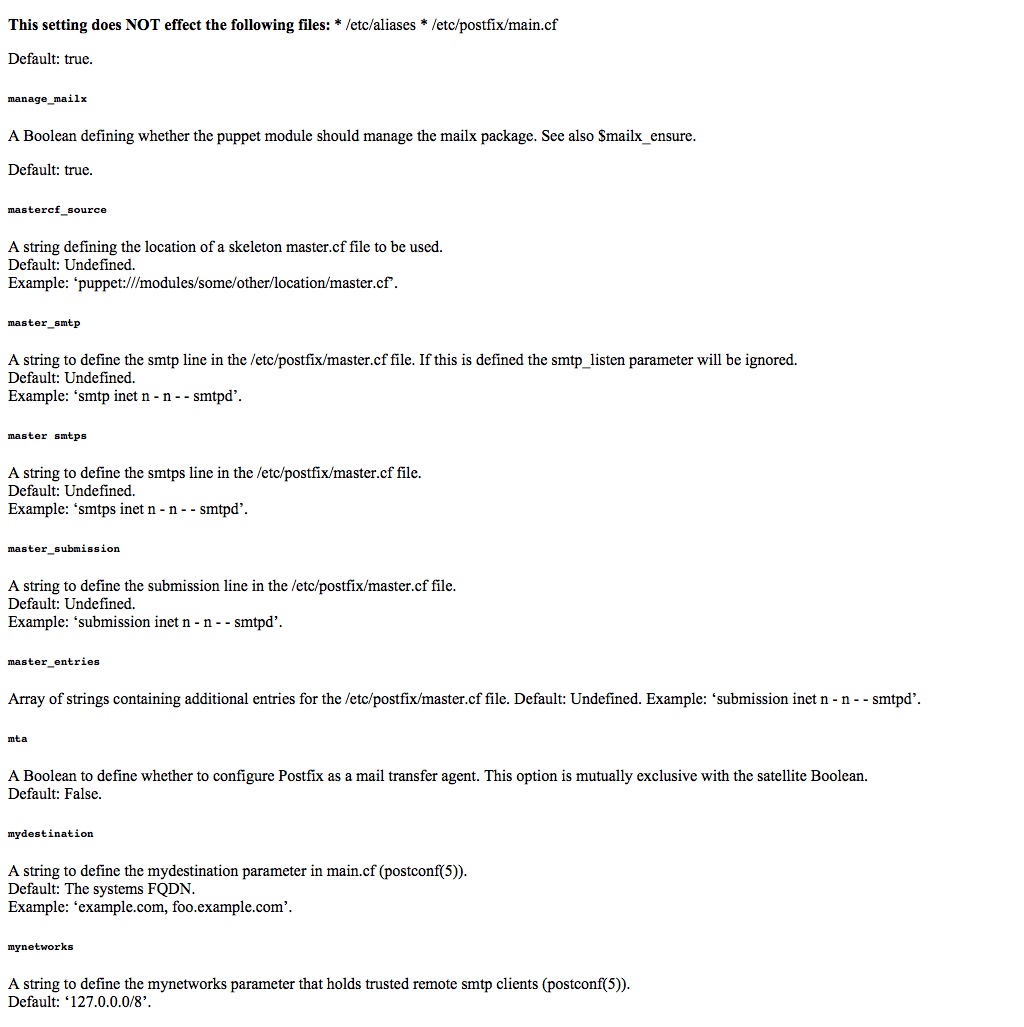 This setting does NOT effect the following files: * /etc/aliases * /etc/postfix/main.cf
Default: true.
manage_mailx
A Boolean defining whether the puppet module should manage the mailx package. See also $mailx_ensure.
Default: true.
mastercf_source
A string defining the location of a skeleton master.cf file to be used.
Default: Undefined.
Example: ‘puppet:///modules/some/other/location/master.cf’.
master_smtp
A string to define the smtp line in the /etc/postfix/master.cf file. If this is defined the smtp_listen parameter will be ignored.
Default: Undefined.
Example: ‘smtp inet n - n - - smtpd’.
master smtps
A string to define the smtps line in the /etc/postfix/master.cf file.
Default: Undefined.
Example: ‘smtps inet n - n - - smtpd’.
master_submission
A string to define the submission line in the /etc/postfix/master.cf file.
Default: Undefined.
Example: ‘submission inet n - n - - smtpd’.
master_entries
Array of strings containing additional entries for the /etc/postfix/master.cf file. Default: Undefined. Example: ‘submission inet n - n - - smtpd’.
mta
A Boolean to define whether to configure Postfix as a mail transfer agent. This option is mutually exclusive with the satellite Boolean.
Default: False.
mydestination
A string to define the mydestination parameter in main.cf (postconf(5)).
Default: The systems FQDN.
Example: ‘example.com, foo.example.com’.
mynetworks
A string to define the mynetworks parameter that holds trusted remote smtp clients (postconf(5)).
Default: ‘127.0.0.0/8’.